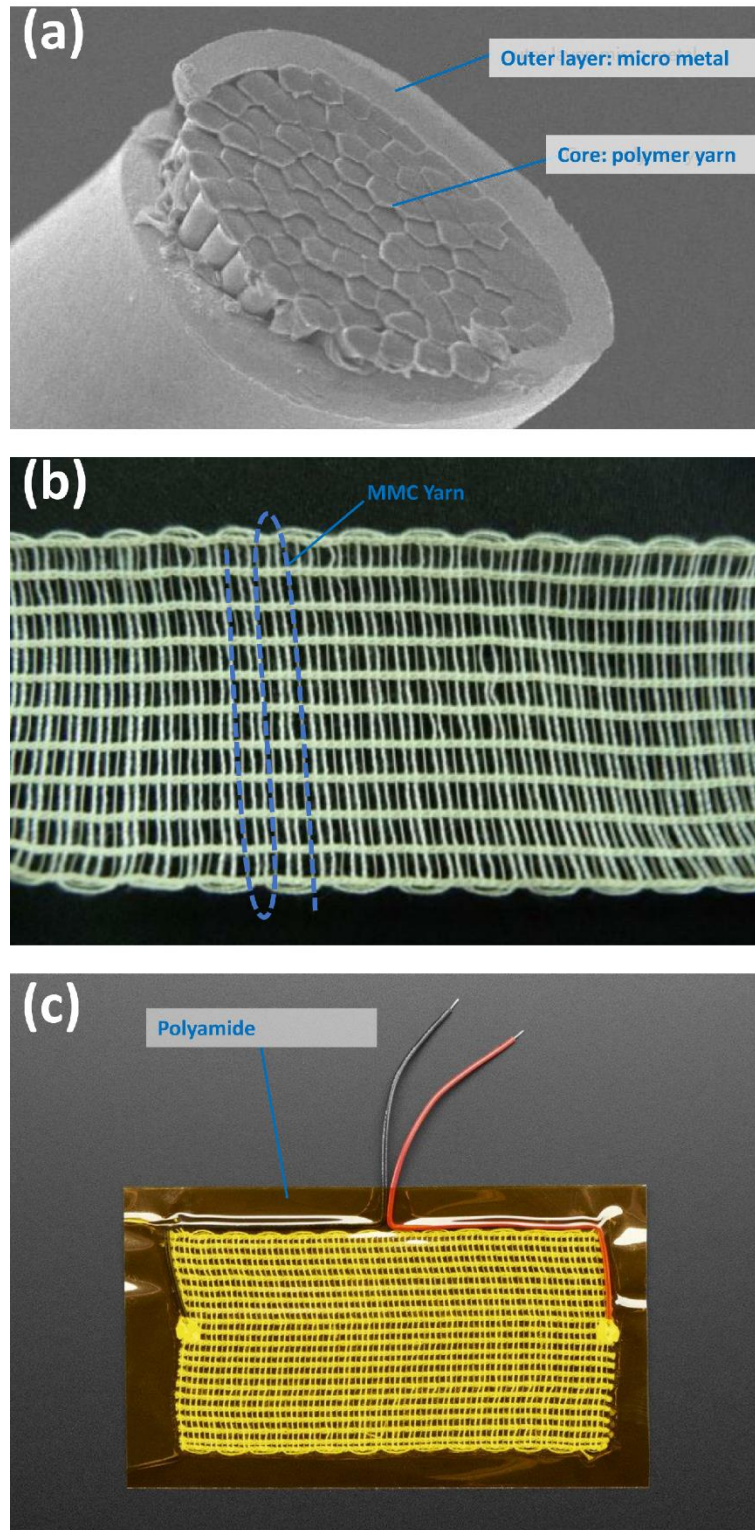 (a)
Outer layer: micro metal
Core: polymer yarn
(b)
MMC Yarn
(c)
Polyamide